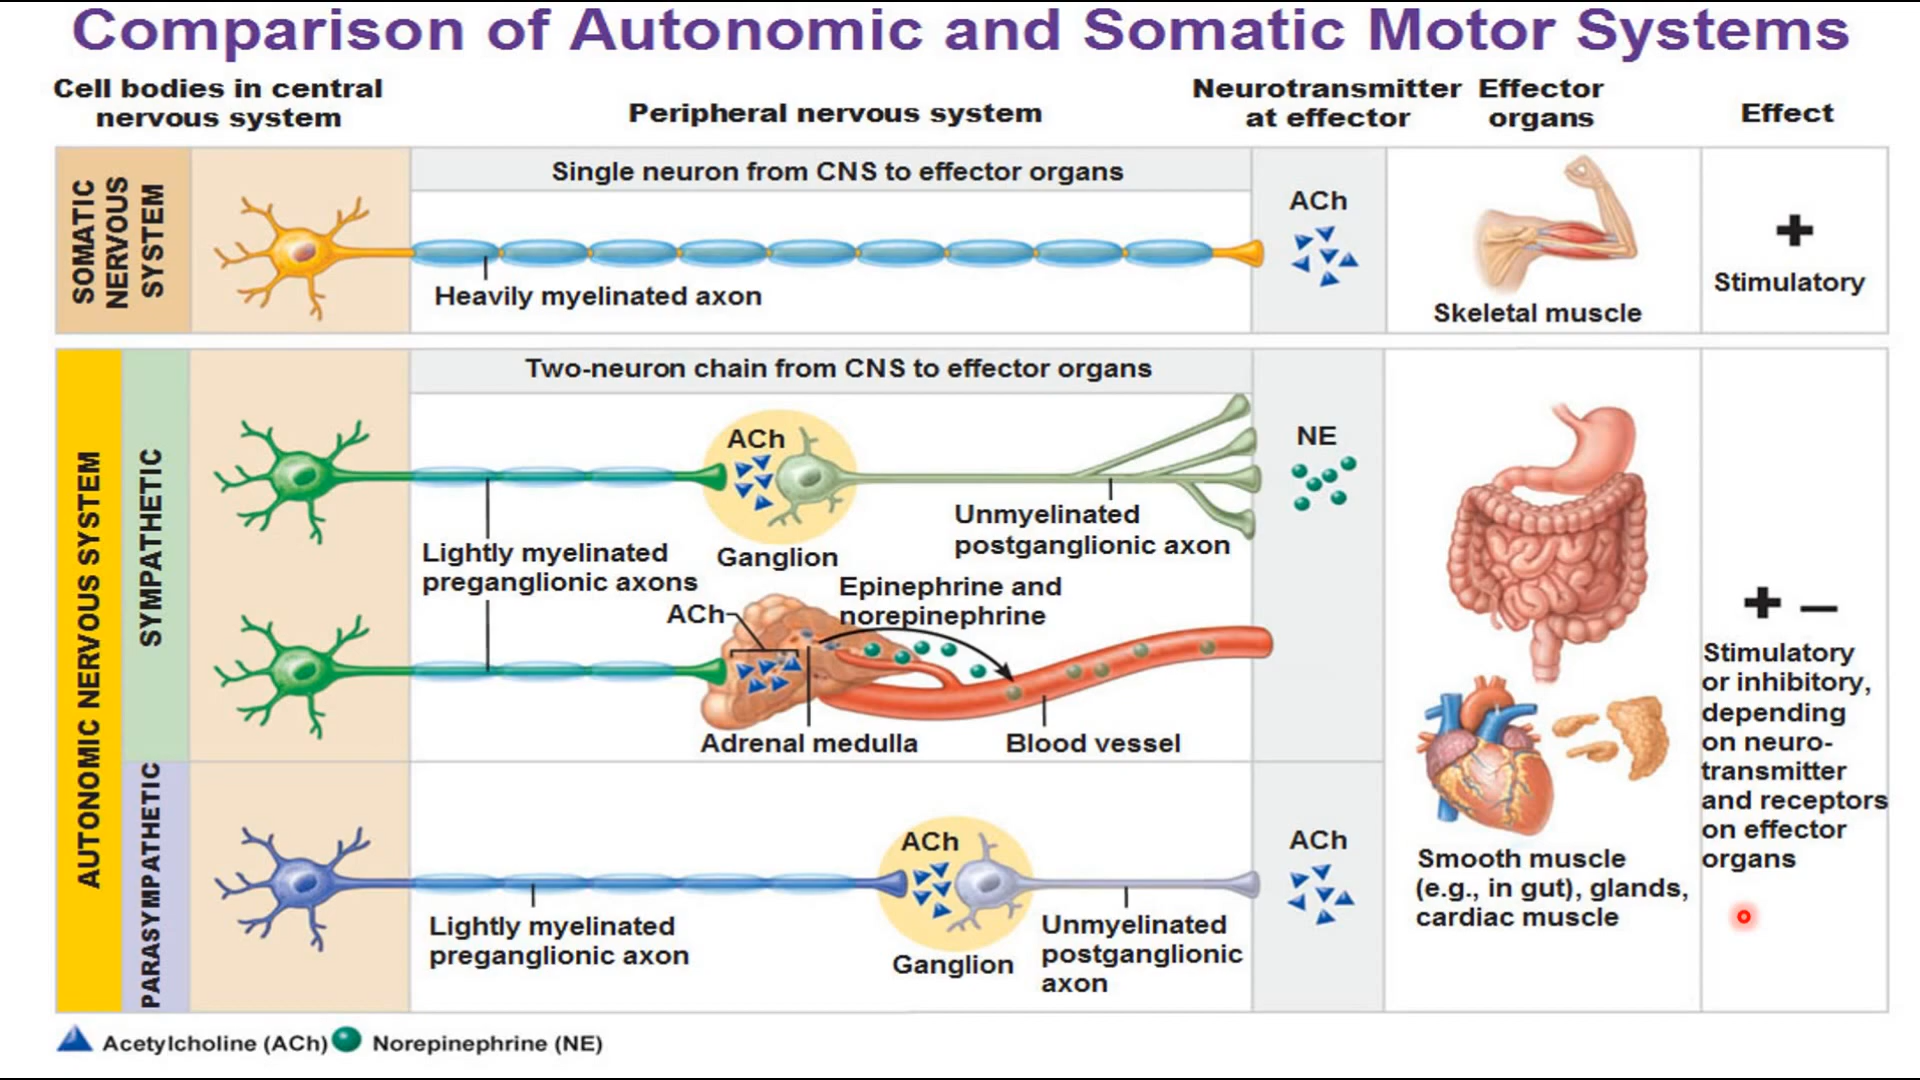 Comparison of Autonomic and Somatic Motor Systems
Cell bodies in central
nervous system
Peripheral nervous system
Neurotransmitter
at effector
Effector
organs
Effect
SOMATIC
NERVOUS
SYSTEM
Single neuron from CNS to effector organs
Heavily myelinated axon
ACh
Skeletal muscle
+
Stimulatory
AUTONOMIC NERVOUS SYSTEM
SYMPATHETIC
Two-neuron chain from CNS to effector organs
ACh
Ganglion
Lightly myelinated
preganglionic axons
Unmyelinated
postganglionic axon
NE
Epinephrine and
norepinephrine
ACh
Adrenal medulla
Blood vessel
PARASYMPATHETIC
Lightly myelinated
preganglionic axon
ACh
Ganglion
Unmyelinated
postganglionic
axon
ACh
Smooth muscle
(e.g., in gut), glands,
cardiac muscle
+ –
Stimulatory
or inhibitory,
depending
on neuro-
transmitter
and receptors
on effector
organs
Acetylcholine (ACh)
Norepinephrine (NE)